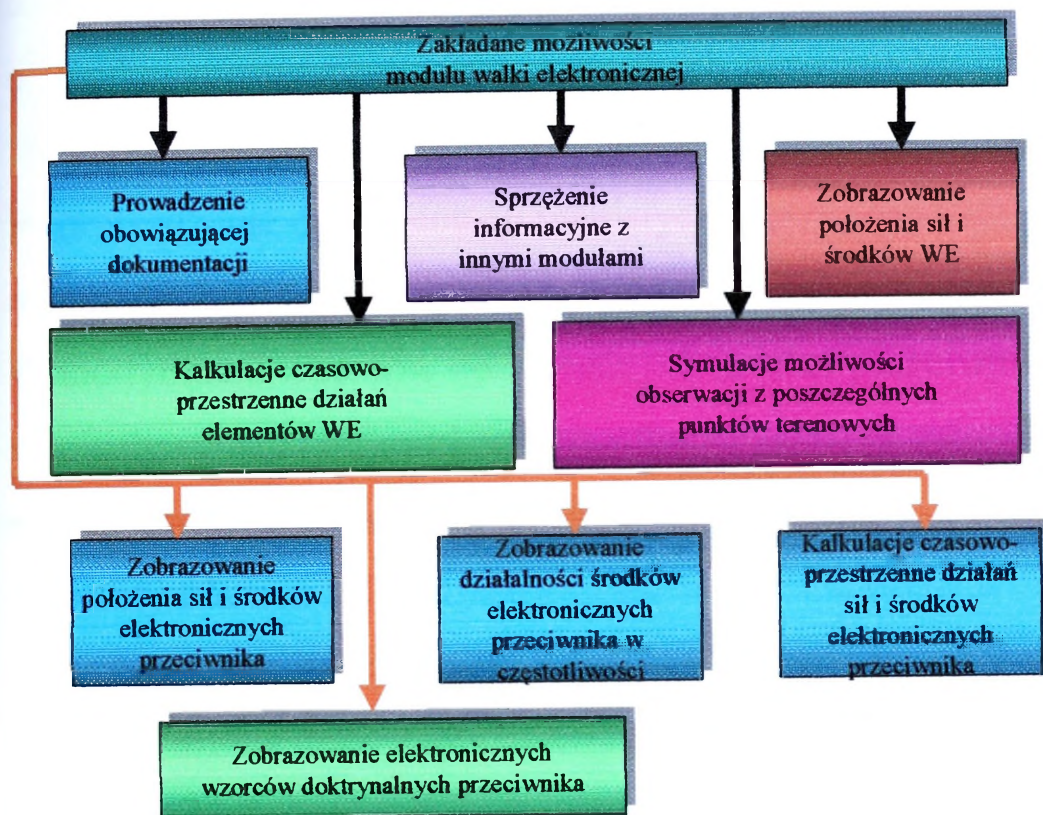 Zakładane możliwości
modułu walki elektronicznej
Prowadzenie
obowiązującej
dokumentacji
Sprzężenie
informacyjne z
innymi modułami
Zobrazowanie
położenia sił i
środków WE
Kalkulacje czasowo-
przestrzenne działań
elementów WE
Symulacje możliwości
obserwacji z poszczególnych
punktów terenowych
Zobrazowanie
położenia sił i środków
elektronicznych
przeciwnika
Zobrazowanie
działalności środków
elektronicznych
przeciwnika w
częstotliwości
Kalkulacje czasowo-
przestrzenne działań
sił i środków
elektronicznych
przeciwnika
Zobrazowanie elektronicznych
wzorców doktrynalnych przeciwnika